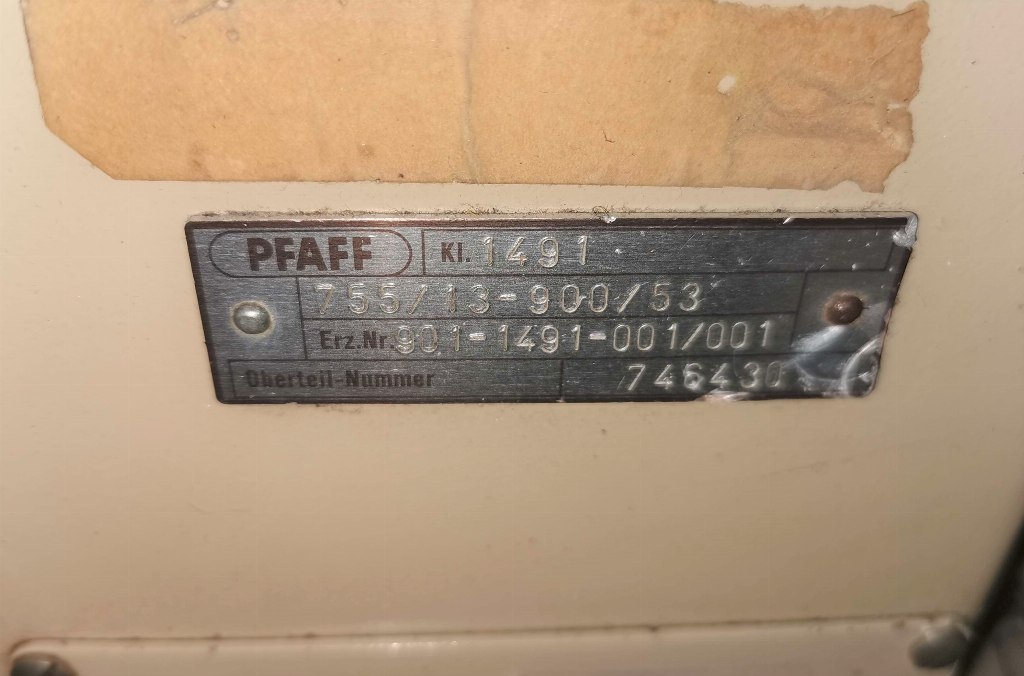 PFAFF Kl. 1491
755/13-900/53
Erz.Nr. 901-1491-001/001
Oberteil-Nummer 746430